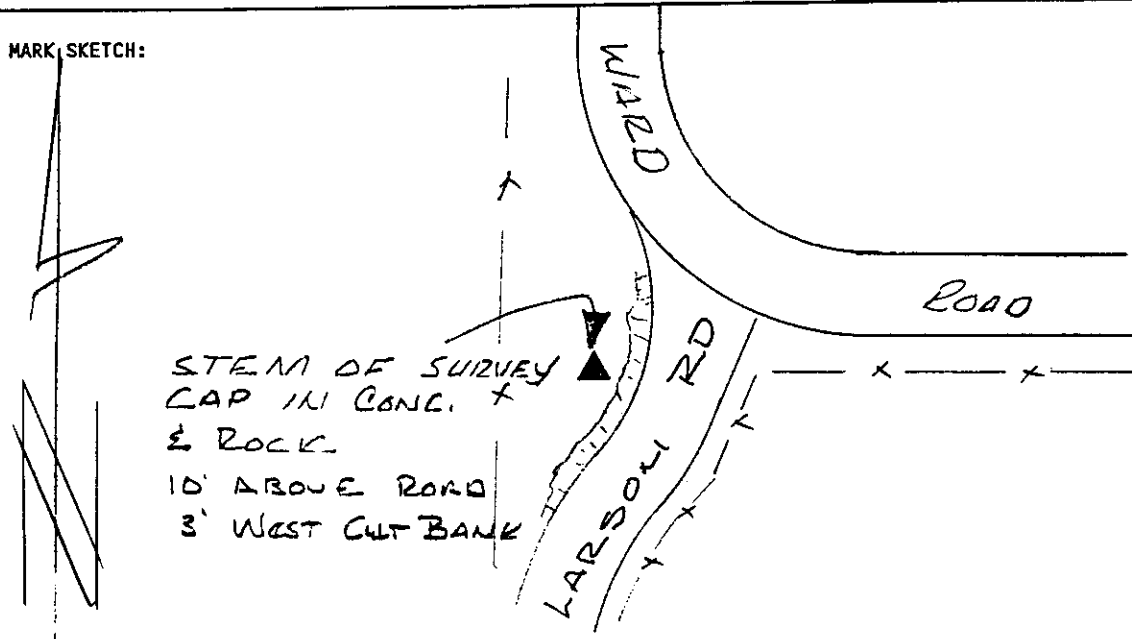 MARK SKETCH:
WARD
ROAD
STEM OF SURVEY
CAP IN CONC.
& ROCK
10' ABOVE ROAD
3' WEST CUT BANK
LARSON RD
N